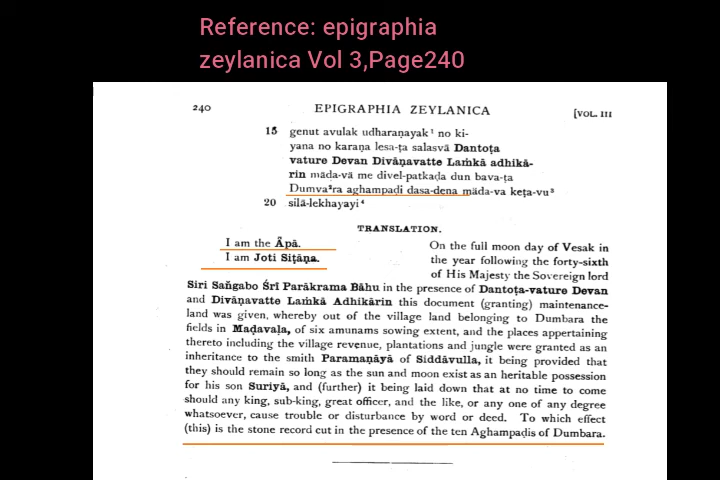 Reference: epigraphia
zeylanica Vol 3,Page240
240 EPIGRAPHIA ZEYLANICA [VOL. III
15 genut avulak udharaṇayak¹ no ki-
yana no karaṇa lesa-ṭa salasvā Dantoṭa
vature Devan Divāṇavatte Laṁkā adhikā-
rin māda-vā me divel-patkaḍa dun bava-ṭa
Dumva²ra aghampaḍi dasa-dena māda-va keṭa-vu³
20 silā-lekhayayi⁴
TRANSLATION.
I am the Āpā.
I am Joti Siṭāṇa.
On the full moon day of Vesak in
the year following the forty-sixth
of His Majesty the Sovereign lord
Siri Saṅgabo Śrī Parākrama Bāhu in the presence of Dantoṭa-vature Devan
and Divāṇavatte Laṁkā Adhikārin this document (granting) maintenance-
land was given, whereby out of the village land belonging to Dumbara the
fields in Maḍavaḷa, of six amunams sowing extent, and the places appertaining
thereto including the village revenue, plantations and jungle were granted as an
inheritance to the smith Paramaṇāyā of Siddāvulla, it being provided that
they should remain so long as the sun and moon exist as an heritable possession
for his son Suriyā, and (further) it being laid down that at no time to come
should any king, sub-king, great officer, and the like, or any one of any degree
whatsoever, cause trouble or disturbance by word or deed. To which effect
(this) is the stone record cut in the presence of the ten Aghampaḍis of Dumbara.